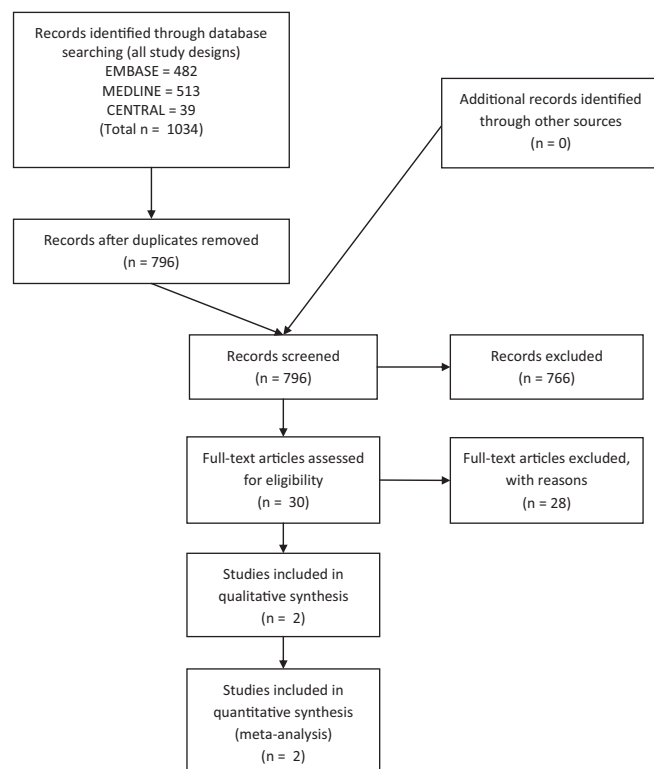 Records identified through database
searching (all study designs)
EMBASE = 482
MEDLINE = 513
CENTRAL = 39
(Total n = 1034)
Additional records identified
through other sources
(n = 0)
Records after duplicates removed
(n = 796)
Records screened
(n = 796)
Records excluded
(n = 766)
Full-text articles assessed
for eligibility
(n = 30)
Full-text articles excluded,
with reasons
(n = 28)
Studies included in
qualitative synthesis
(n = 2)
Studies included in
quantitative synthesis
(meta-analysis)
(n = 2)